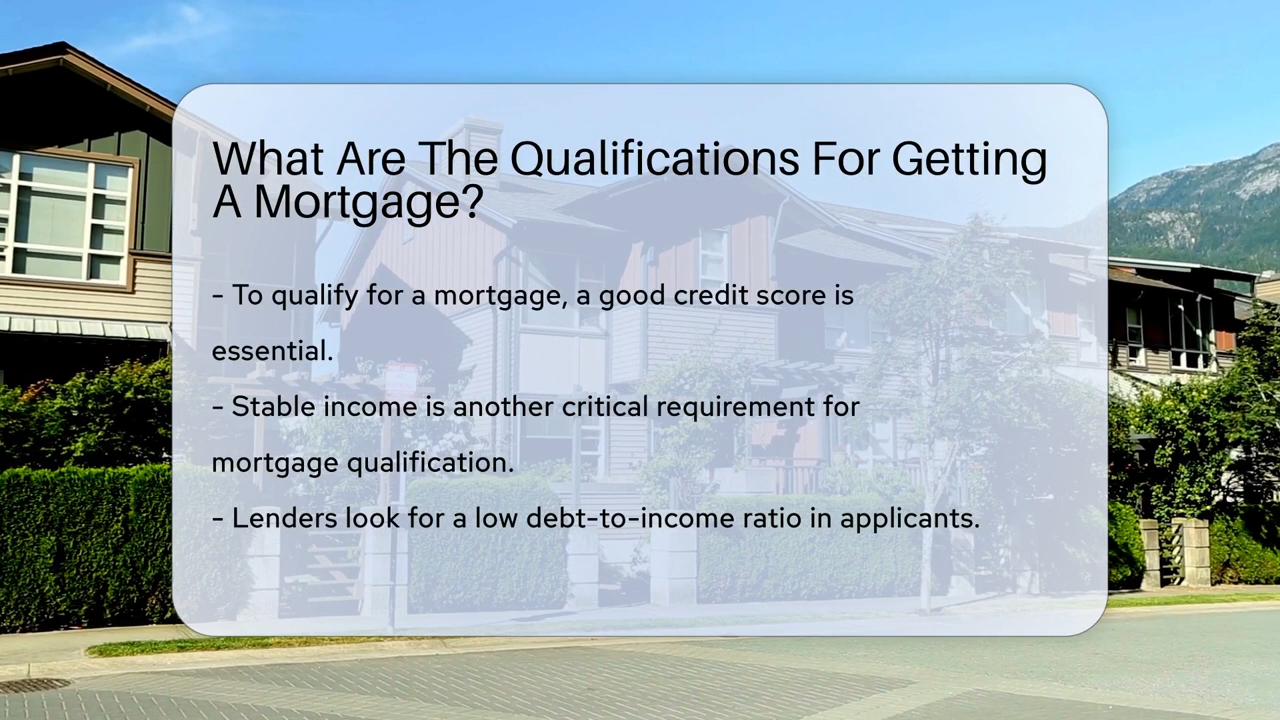 What Are The Qualifications For Getting
A Mortgage?
- To qualify for a mortgage, a good credit score is
essential.
- Stable income is another critical requirement for
mortgage qualification.
- Lenders look for a low debt-to-income ratio in applicants.